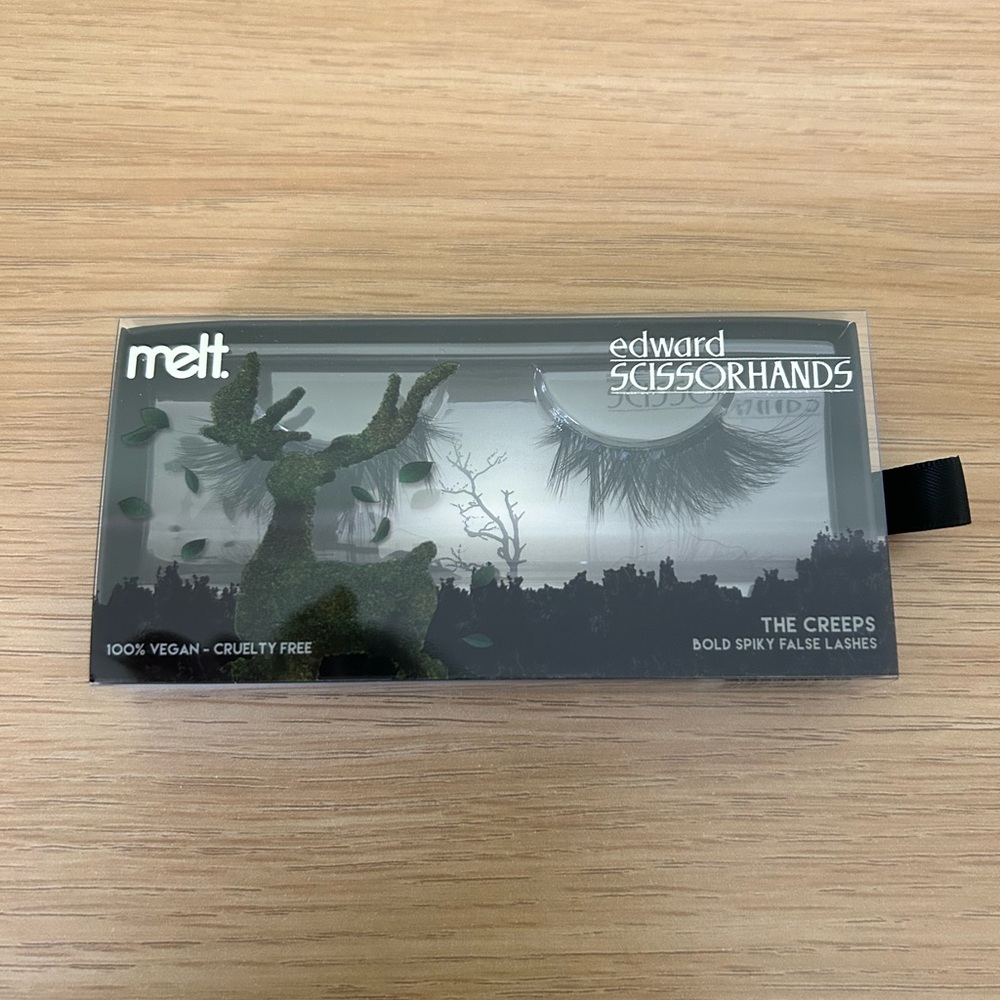 melt.
edward
SCISSORHANDS
THE CREEPS
100% VEGAN - CRUELTY FREE
BOLD SPIKY FALSE LASHES